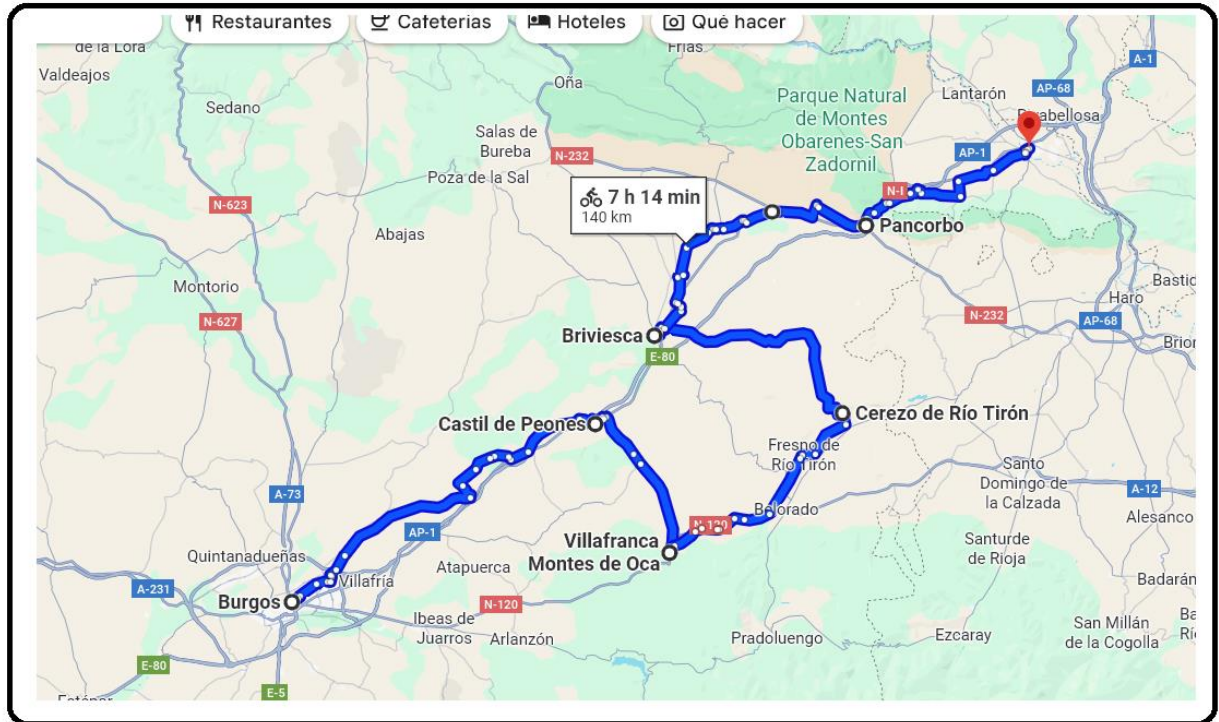 Restaurantes
Cafeterías
Hoteles
Qué hacer
de la Lora
Frías
A-1
Valdeajos
Oña
AP-68
Sedano
Parque Natural
de Montes
Obarenes-San
Zadornil
Lantarón
Salas de
Bureba
N-232
AP-1
Poza de la Sal
N-I
7 h 14 min
140 km
N-623
Pancorbo
Abajas
Montorio
Haro
N-232
AP-68
N-627
Briviesca
E-80
Castil de Peones
Cerezo de Río Tirón
Fresno de
Río Tirón
Santo
Domingo de
la Calzada
A-12
A-73
Belorado
Alesanco
AP-1
N-120
Villafranca
Montes de Oca
Santurde
de Rioja
Quintanadueñas
Atapuerca
Villafría
A-231
Burgos
N-120
Ibeas de
Juarros
Arlanzón
Pradoluengo
Ezcaray
San Millán
de la Cogolla
E-80
E-5